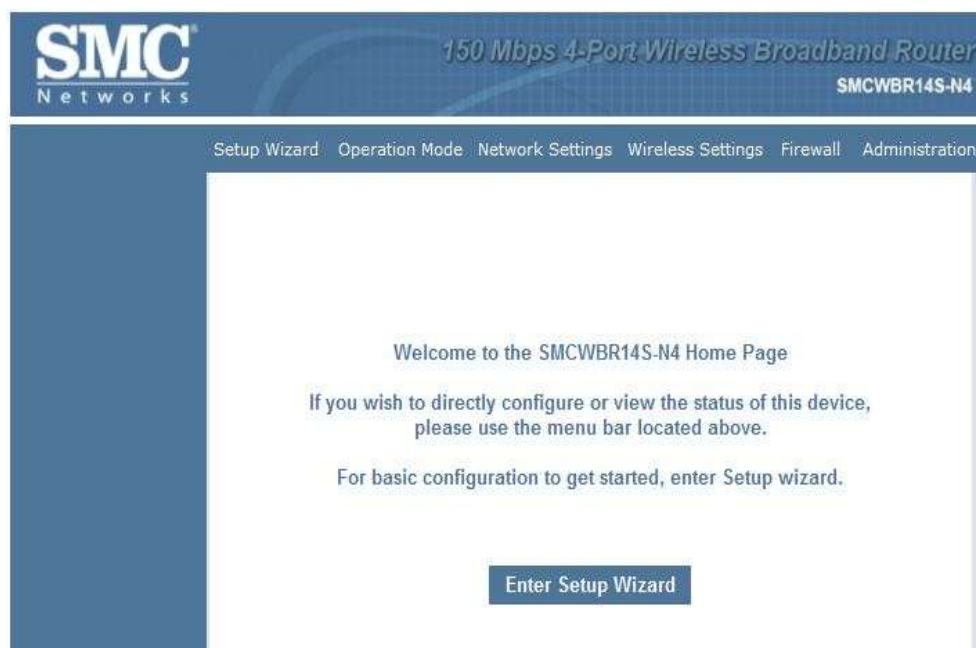 SMC
Networks
150 Mbps 4-Port Wireless Broadband Router
SMCWBR14S-N4
Setup Wizard Operation Mode Network Settings Wireless Settings Firewall Administration
Welcome to the SMCWBR14S-N4 Home Page
If you wish to directly configure or view the status of this device,
please use the menu bar located above.
For basic configuration to get started, enter Setup wizard.
Enter Setup Wizard